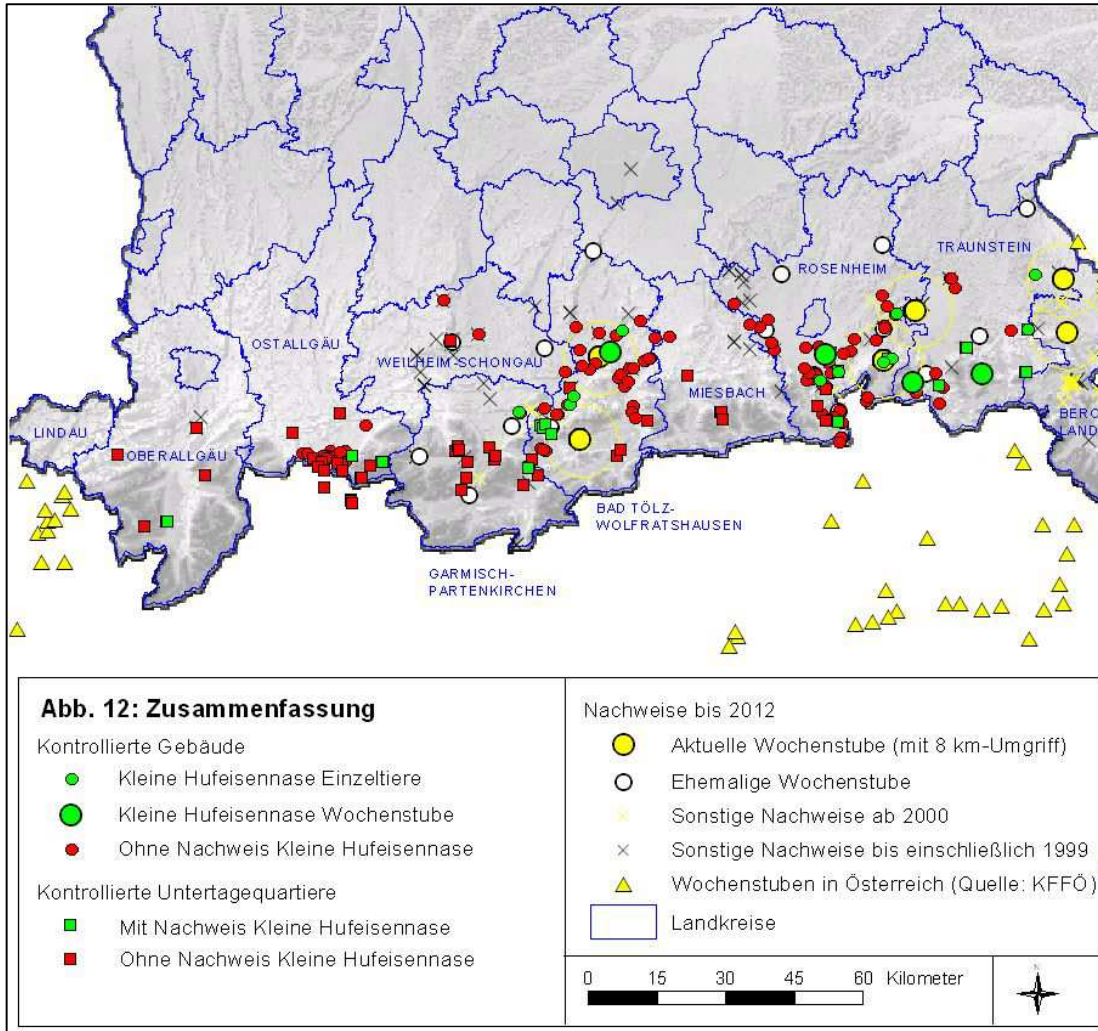 TRAUNSTEIN
ROSENHEIM
OSTALLGÄU
WEILHEIM-SCHONGAU
MIESBACH
LINDAU
OBERALLGÄU
BERC
LAND
BAD TÖLZ-
WOLFRATSHAUSEN
GARMISCH-
PARTENKIRCHEN
Abb. 12: Zusammenfassung
Kontrollierte Gebäude
Kleine Hufeisennase Einzeltiere
Kleine Hufeisennase Wochenstube
Ohne Nachweis Kleine Hufeisennase
Kontrollierte Untertagequartiere
Mit Nachweis Kleine Hufeisennase
Ohne Nachweis Kleine Hufeisennase
Nachweise bis 2012
Aktuelle Wochenstube (mit 8 km-Umgriff)
Ehemalige Wochenstube
Sonstige Nachweise ab 2000
Sonstige Nachweise bis einschließlich 1999
Wochenstuben in Österreich (Quelle: KFFÖ)
Landkreise
0 15 30 45 60 Kilometer